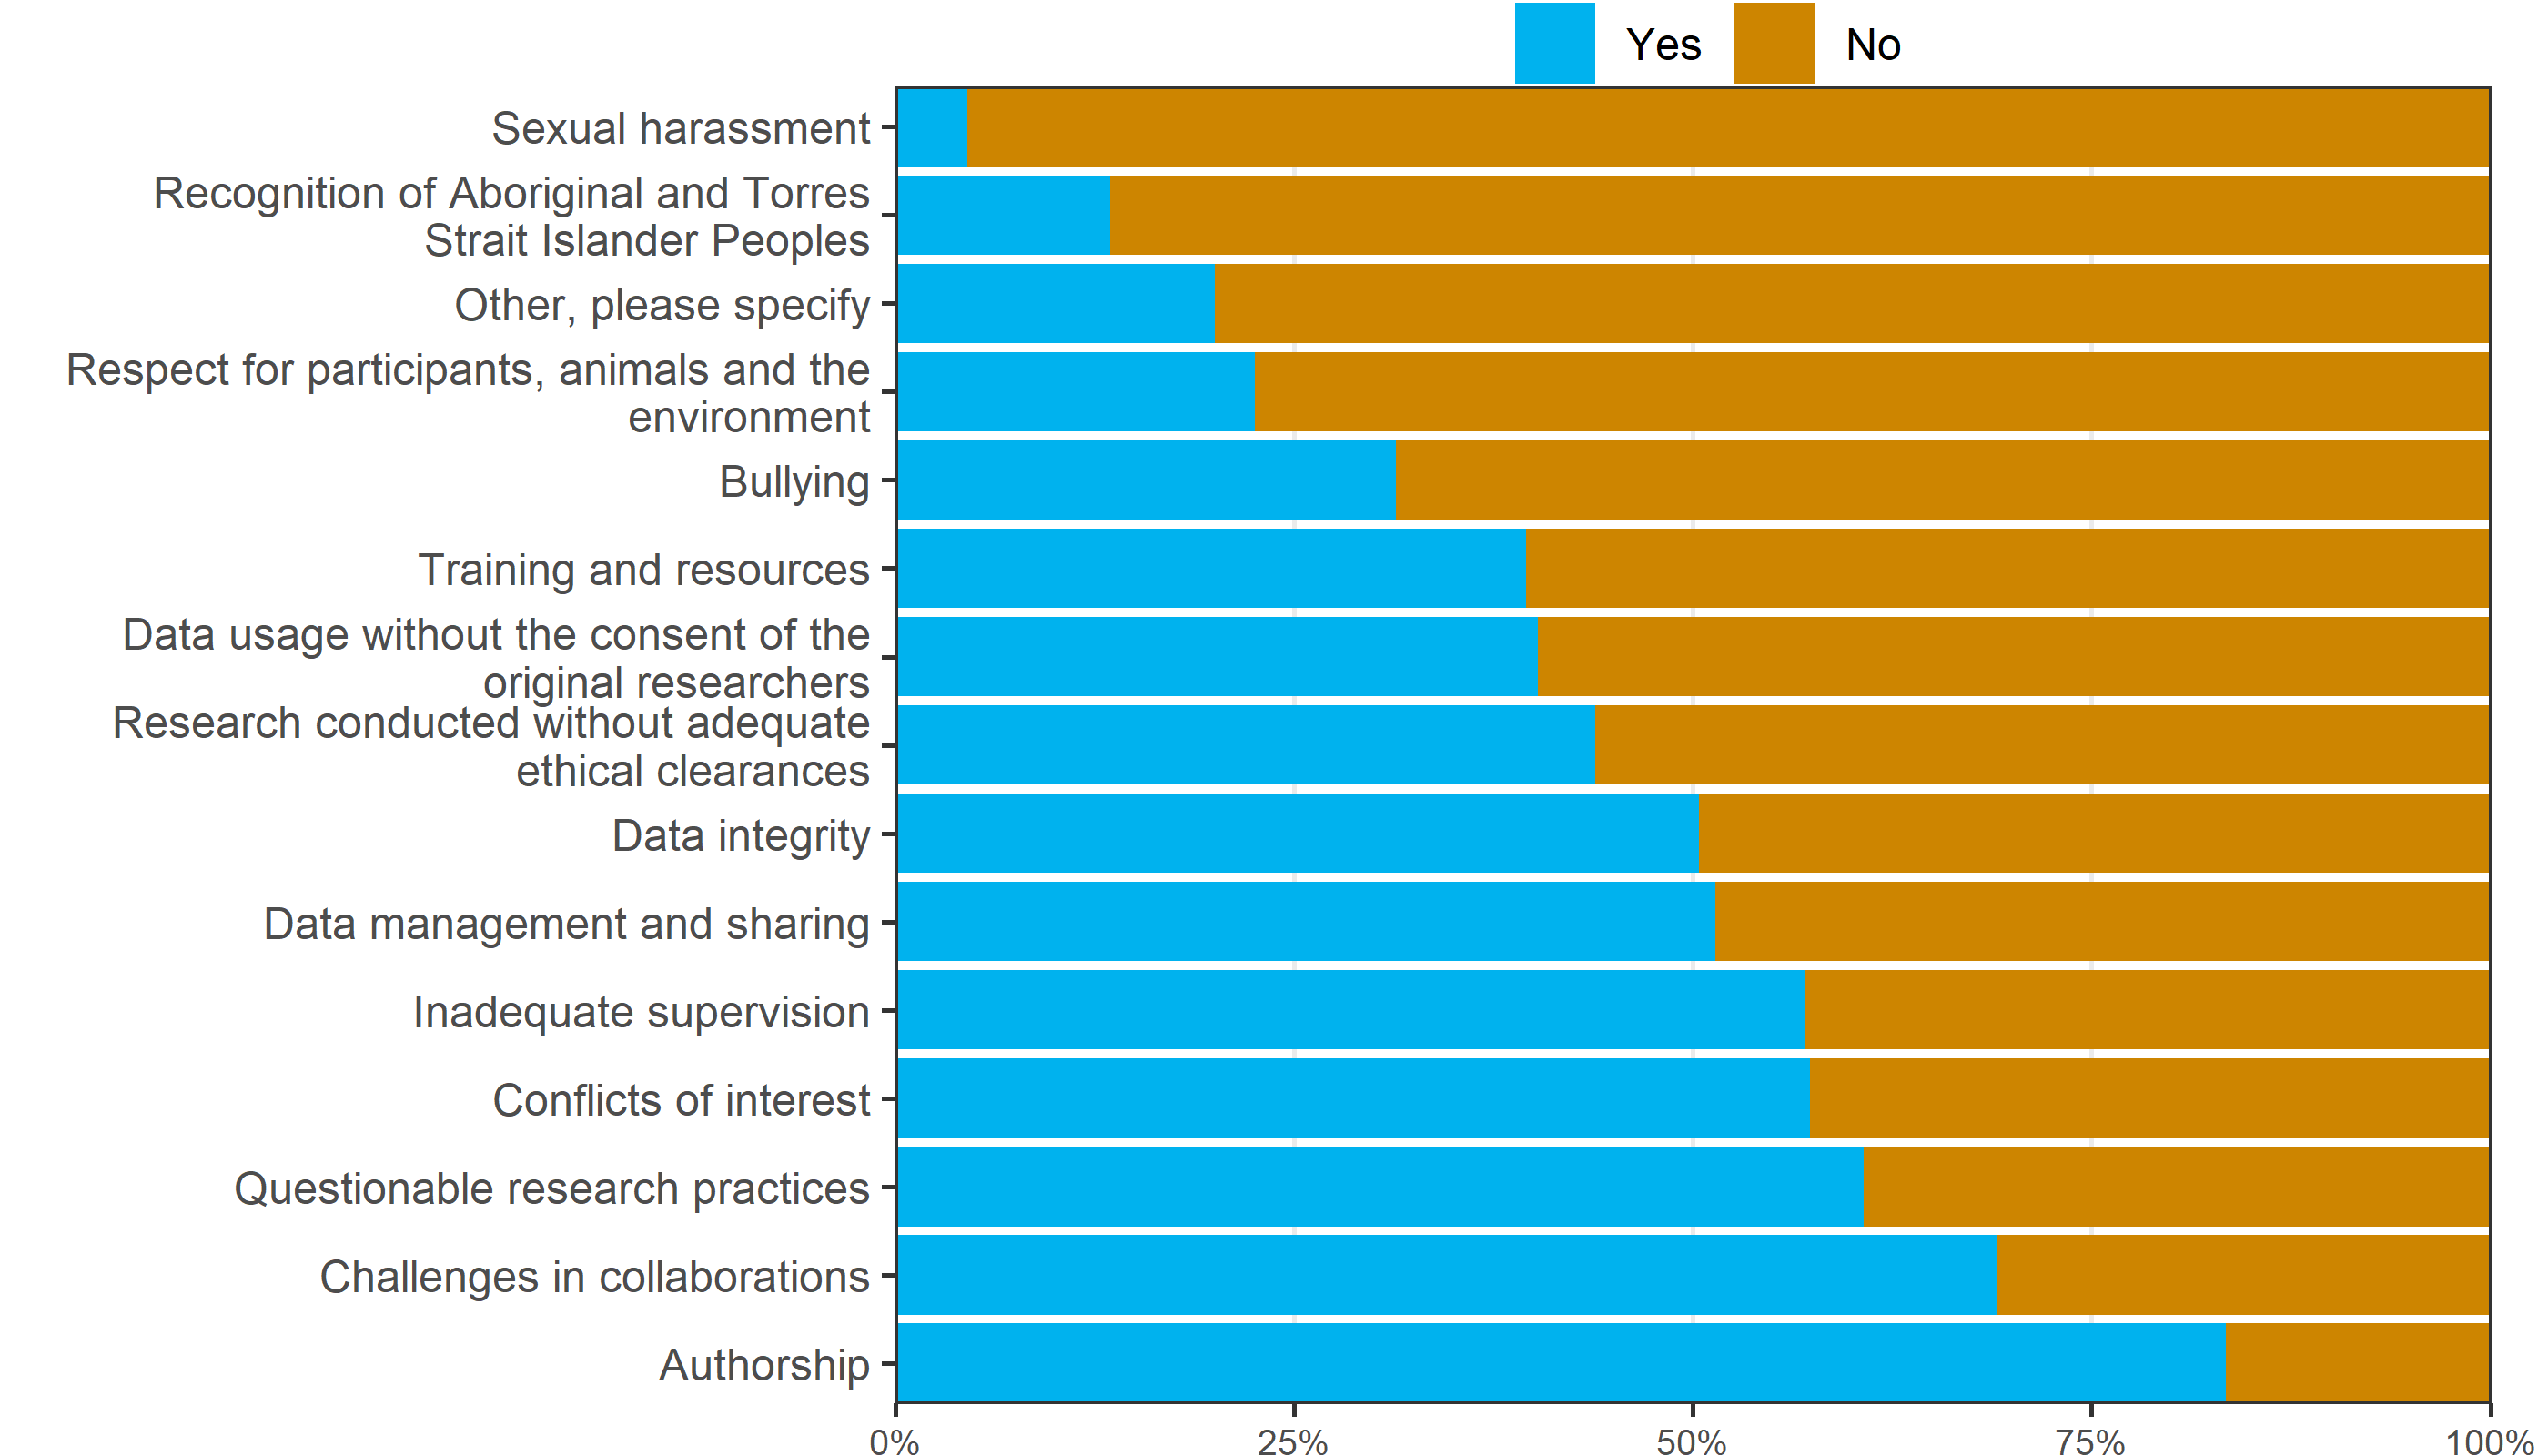 Yes No
Sexual harassment
Recognition of Aboriginal and Torres
Strait Islander Peoples
Other, please specify
Respect for participants, animals and the
environment
Bullying
Training and resources
Data usage without the consent of the
original researchers
Research conducted without adequate
ethical clearances
Data integrity
Data management and sharing
Inadequate supervision
Conflicts of interest
Questionable research practices
Challenges in collaborations
Authorship
0% 25% 50% 75% 100%